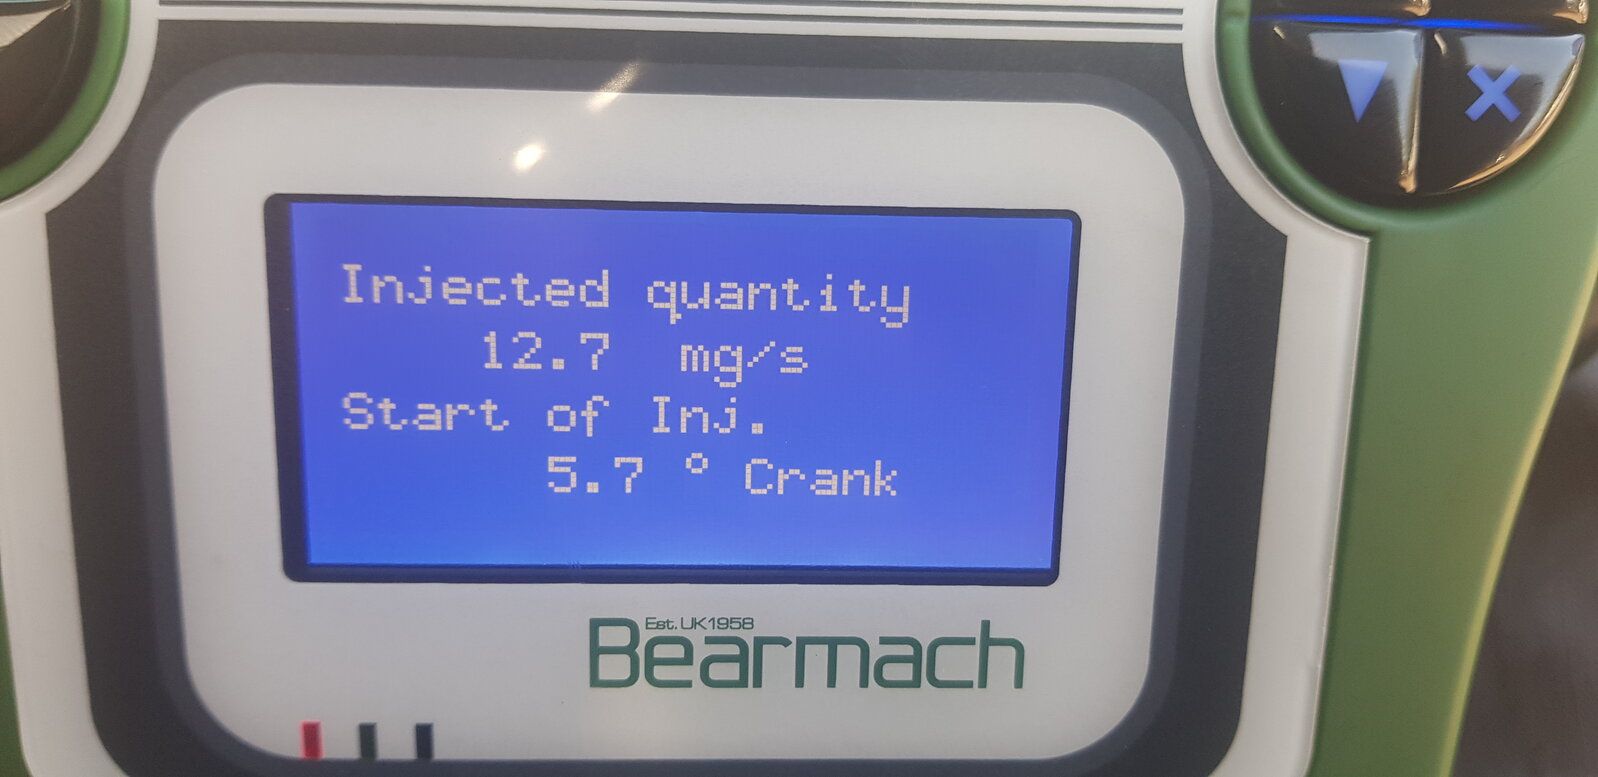 Injected quantity
12.7 mg/s
Start of Inj.
5.7 ° Crank
Est. UK1958
Bearmach